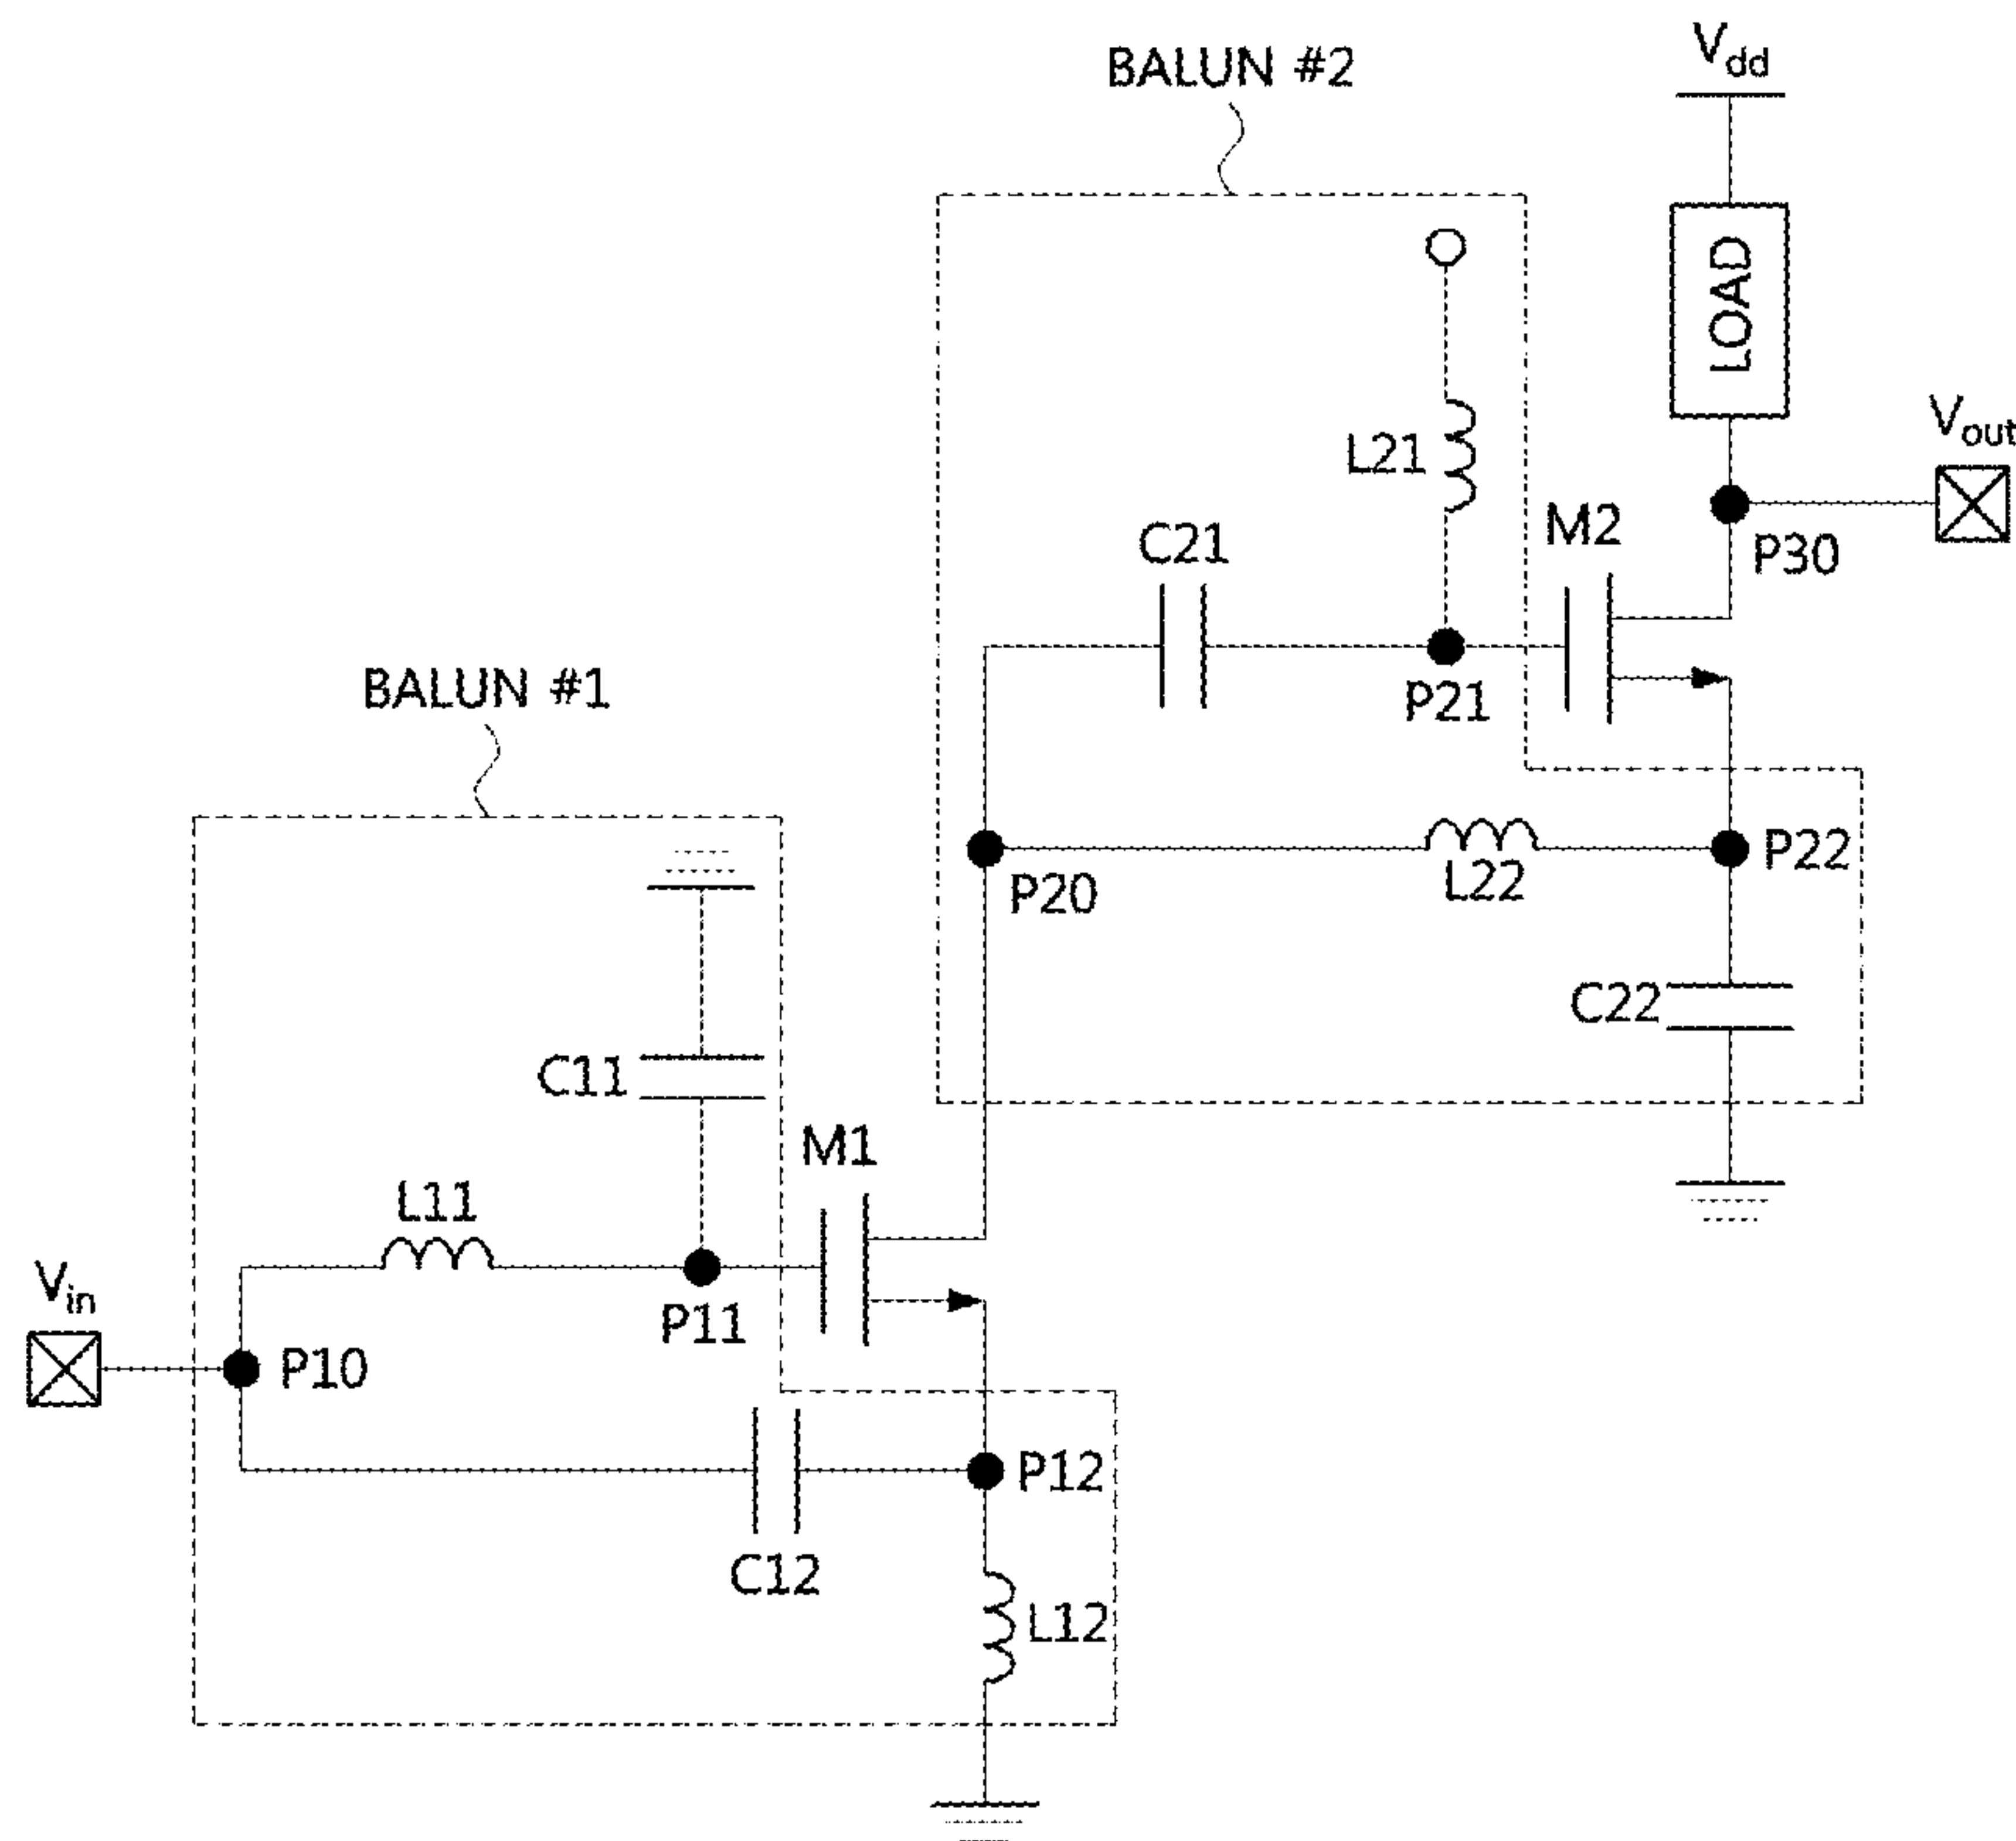 Vdd
BALUN #2
LOAD
Vout
L21
M2
C21
P30
P21
BALUN #1
P22
P20
L22
C22
C11
M1
L11
Vin
P11
P10
P12
C12
L12